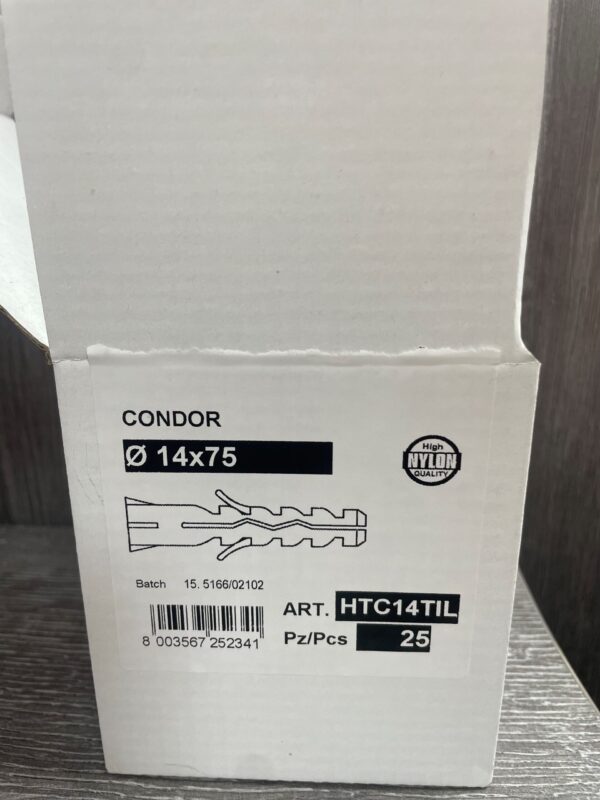 CONDOR
Ø 14x75
High
NYLON
QUALITY
Batch 15. 5166/02102
ART. HTC14TIL
Pz/Pcs 25
8 003567 252341